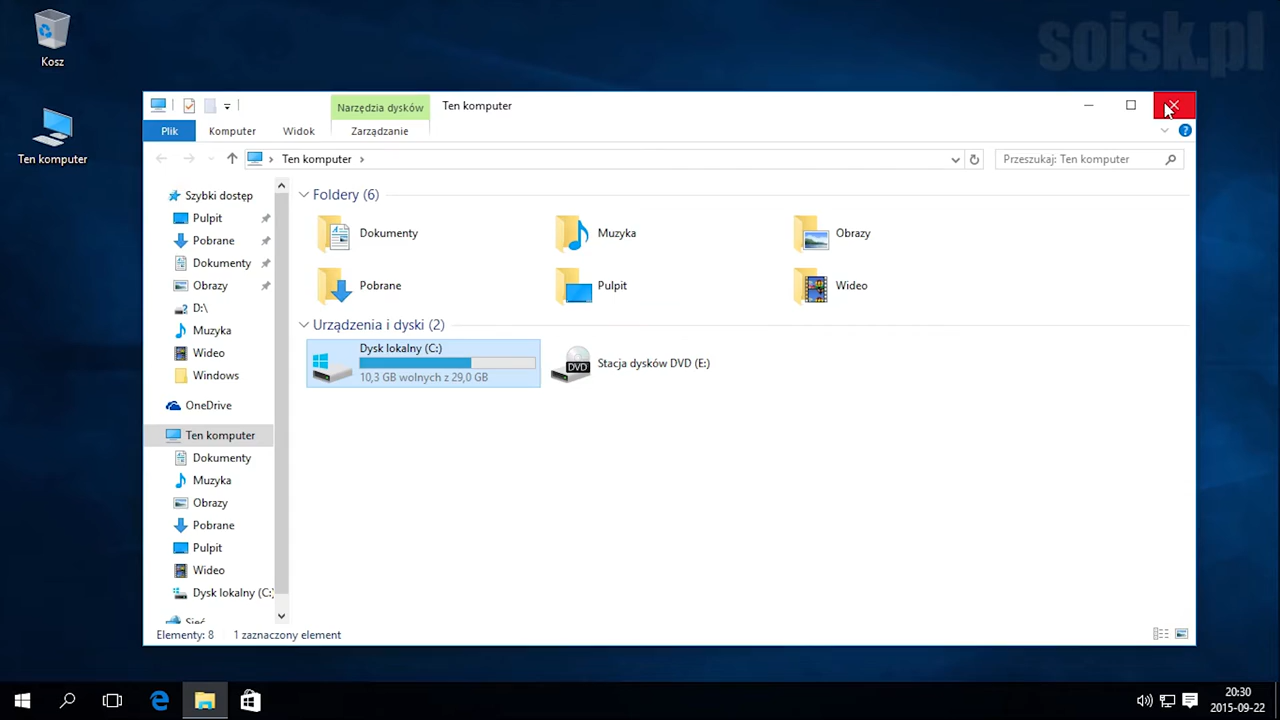 soisk.pl
Kosz
Ten komputer
Narzędzia dysków
Ten komputer
Plik
Komputer
Widok
Zarządzanie
Ten komputer
Przeszukaj: Ten komputer
Szybki dostęp
Pulpit
Pobrane
Dokumenty
Obrazy
D:\
Muzyka
Wideo
Windows
OneDrive
Ten komputer
Dokumenty
Muzyka
Obrazy
Pobrane
Pulpit
Wideo
Dysk lokalny (C:)
Sieć
Foldery (6)
Dokumenty
Muzyka
Obrazy
Pobrane
Pulpit
Wideo
Urządzenia i dyski (2)
Dysk lokalny (C:)
10,3 GB wolnych z 29,0 GB
DVD
Stacja dysków DVD (E:)
Elementy: 8
1 zaznaczony element
20:30
2015-09-22